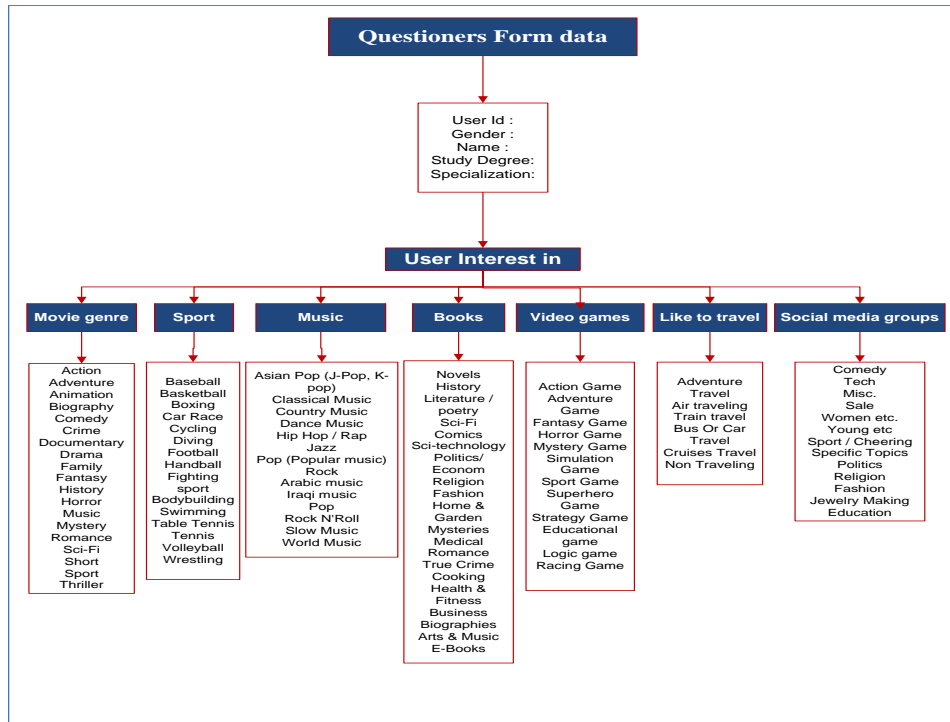 Questioners Form data
User Id :
Gender :
Name :
Study Degree:
Specialization:
User Interest in
Movie genre
Sport
Music
Books
Video games
Like to travel
Social media groups
Action
Adventure
Animation
Biography
Comedy
Crime
Documentary
Drama
Family
Fantasy
History
Horror
Music
Mystery
Romance
Sci-Fi
Short
Sport
Thriller
Baseball
Basketball
Boxing
Car Race
Cycling
Diving
Football
Handball
Fighting
sport
Bodybuilding
Swimming
Table Tennis
Tennis
Volleyball
Wrestling
Asian Pop (J-Pop, K-
pop)
Classical Music
Country Music
Dance Music
Hip Hop / Rap
Jazz
Pop (Popular music)
Rock
Arabic music
Iraqi music
Pop
Rock N'Roll
Slow Music
World Music
Novels
History
Literature /
poetry
Sci-Fi
Comics
Sci-technology
Politics/
Econom
Religion
Fashion
Home &
Garden
Mysteries
Medical
Romance
True Crime
Cooking
Health &
Fitness
Business
Biographies
Arts & Music
E-Books
Action Game
Adventure
Game
Fantasy Game
Horror Game
Mystery Game
Simulation
Game
Sport Game
Superhero
Game
Strategy Game
Educational
game
Logic game
Racing Game
Adventure
Travel
Air traveling
Train travel
Bus Or Car
Travel
Cruises Travel
Non Traveling
Comedy
Tech
Misc.
Sale
Women etc.
Young etc
Sport / Cheering
Specific Topics
Politics
Religion
Fashion
Jewelry Making
Education